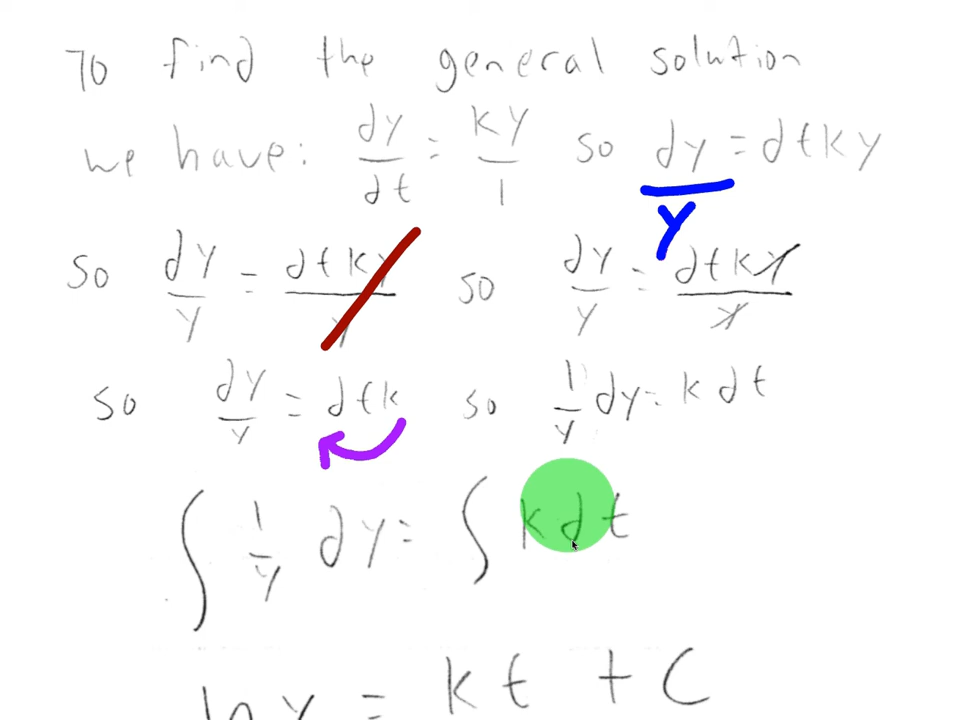 To find the general solution
we have: dy/dt = ky/1 so dy = dtky
y
so dy/y = dtky/y so dy/y = dtky/y
so dy/y = dtk so 1/y dy = k dt
∫ 1/y dy = ∫ k dt
ln y = kt + C